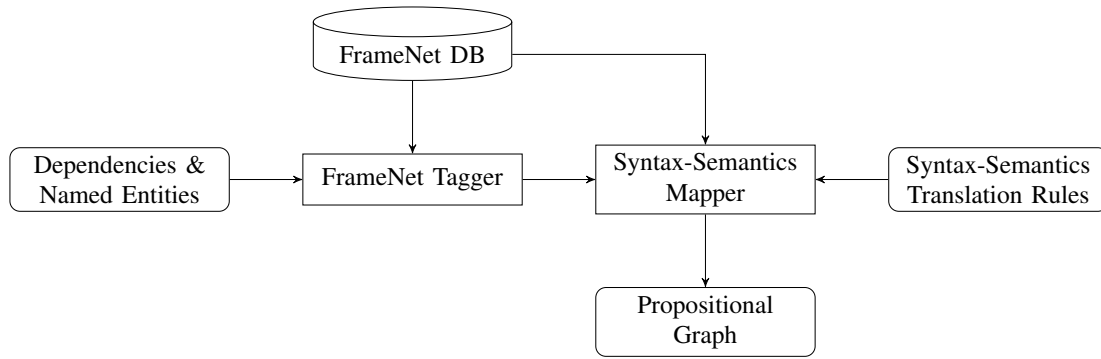 FrameNet DB
Dependencies &
Named Entities
FrameNet Tagger
Syntax-Semantics
Mapper
Syntax-Semantics
Translation Rules
Propositional
Graph